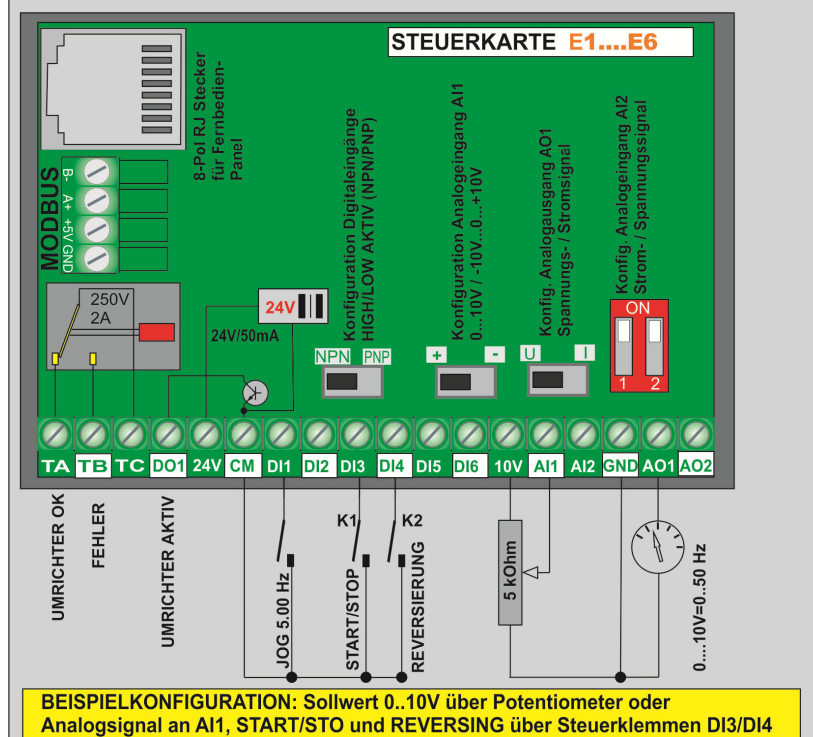 STEUERKARTE E1....E6
8-Pol RJ Stecker
für Fernbedien-
Panel
MODBUS
B-
A+
+5V
GND
250V
2A
24V
24V/50mA
Konfiguration Digitaleingänge
HIGH/LOW AKTIV (NPN/PNP)
NPN PNP
Konfiguration Analogeingang AI1
0...10V / -10V...0...+10V
+ -
Konfig. Analogausgang AO1
Spannungs- / Stromsignal
U I
Konfig. Analogeingang AI2
Strom- / Spannungssignal
ON
1 2
TA TB TC DO1 24V CM DI1 DI2 DI3 DI4 DI5 DI6 10V AI1 AI2 GND AO1 AO2
UMRICHTER OK
FEHLER
UMRICHTER AKTIV
JOG 5.00 Hz
K1
START/STOP
K2
REVERSIERUNG
5 kOhm
0....10V=0..50 Hz
BEISPIELKONFIGURATION: Sollwert 0..10V über Potentiometer oder
Analogsignal an AI1, START/STO und REVERSING über Steuerklemmen DI3/DI4